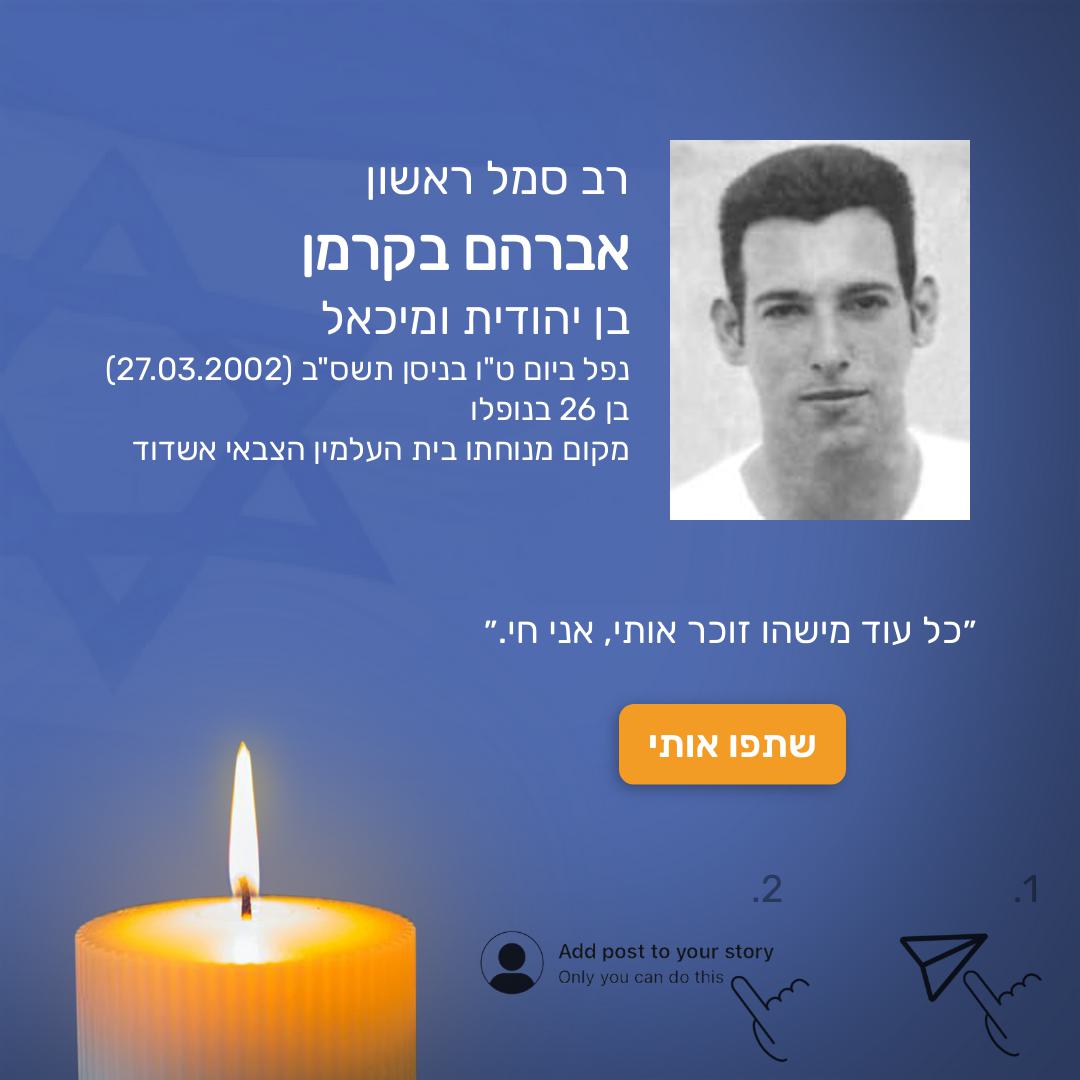 רב סמל ראשון
אברהם בקרמן
בן יהודית ומיכאל
נפל ביום ט"ו בניסן תשס"ב (27.03.2002)
בן 26 בנופלו
מקום מנוחתו בית העלמין הצבאי אשדוד
״כל עוד מישהו זוכר אותי, אני חי.״
שתפו אותי
1.
2.
Add post to your story
Only you can do this